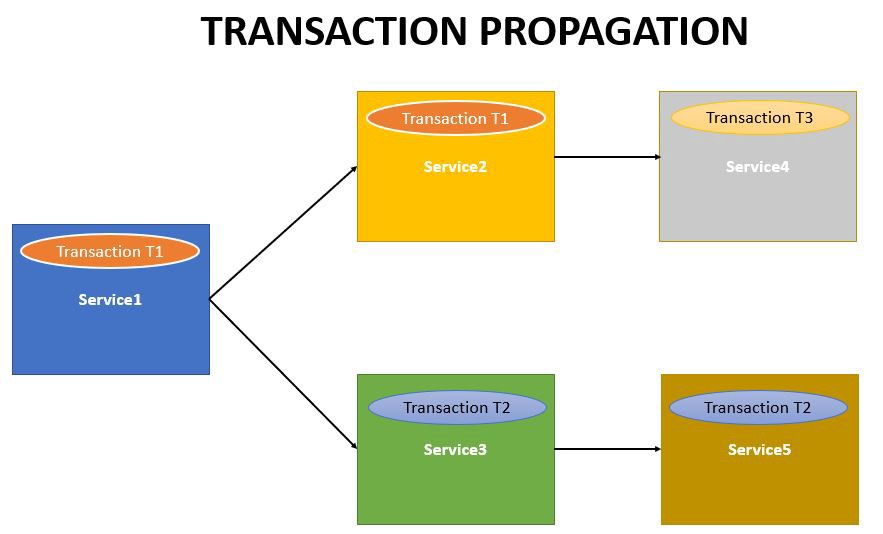 TRANSACTION PROPAGATION
Transaction T1
Service1
Transaction T1
Service2
Transaction T3
Service4
Transaction T2
Service3
Transaction T2
Service5